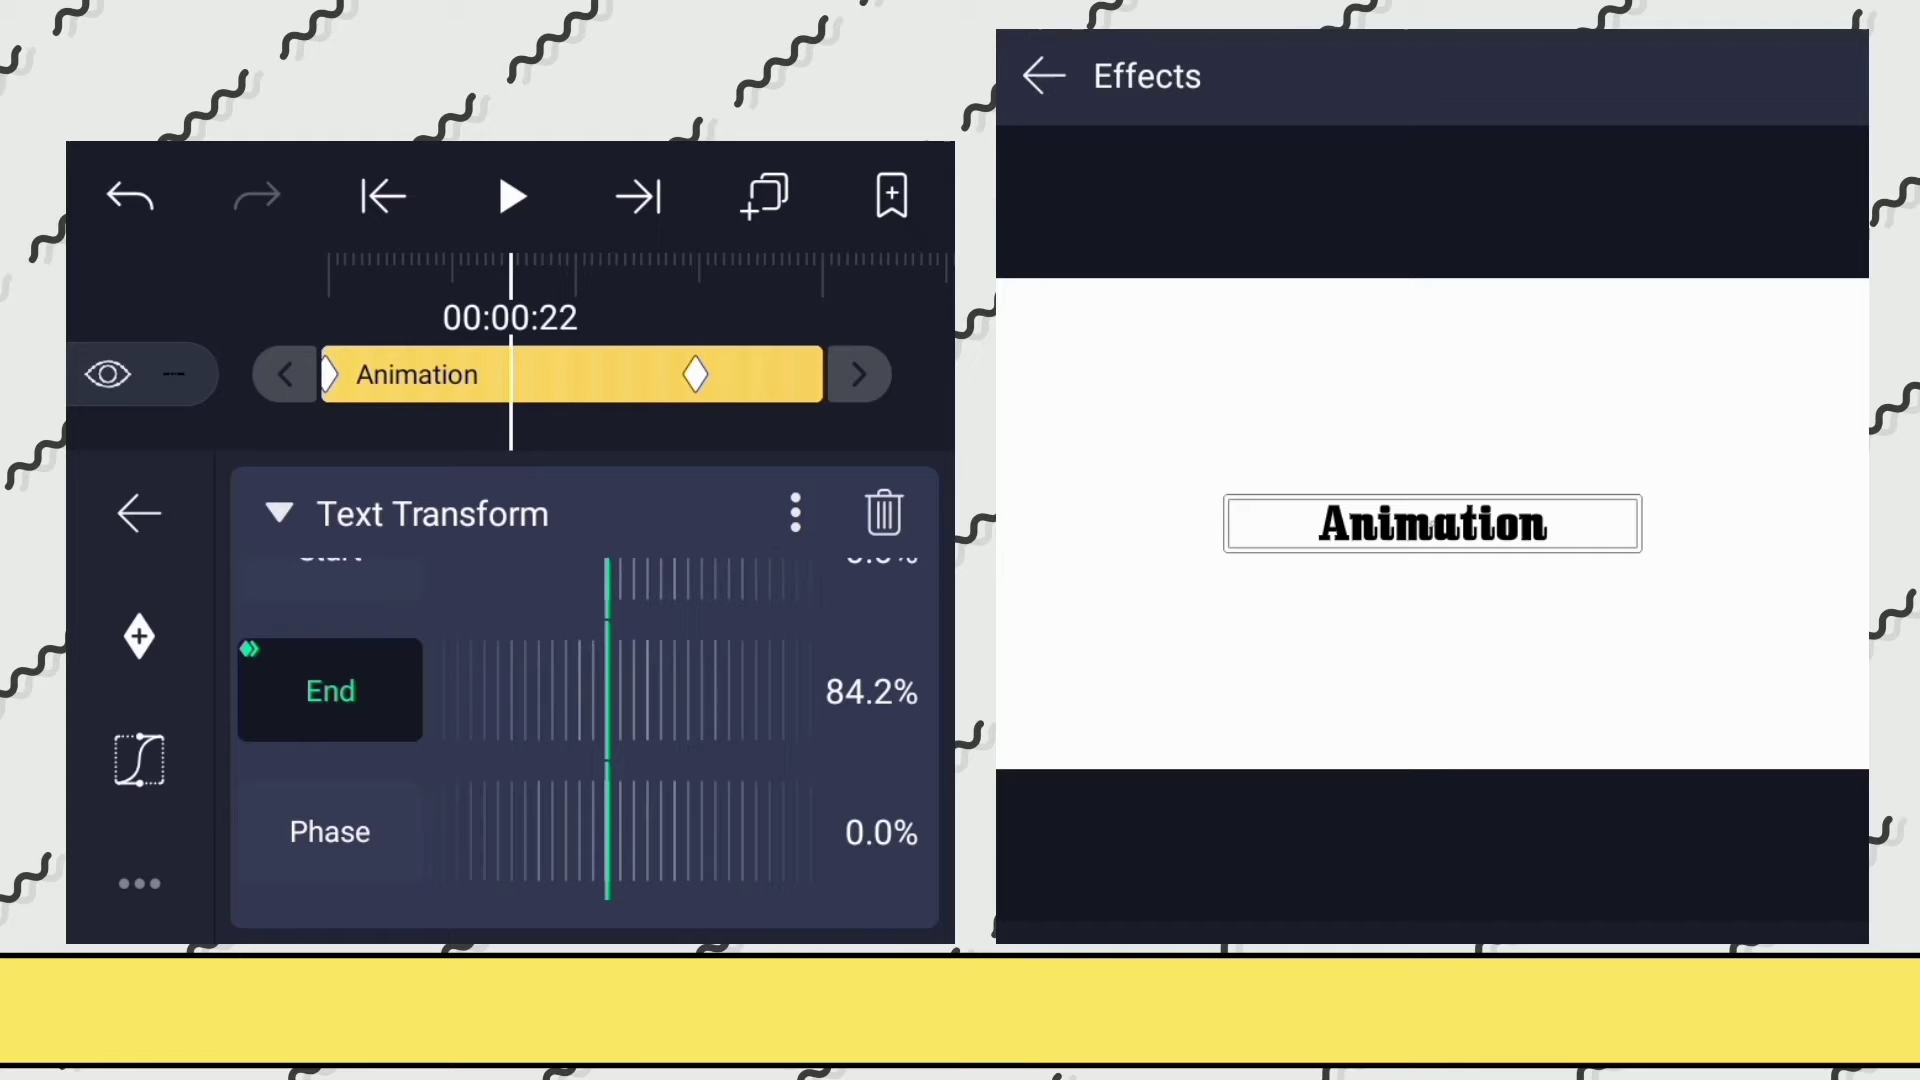 00:00:22
Animation
Text Transform
End
84.2%
Phase
0.0%
Effects
Animation